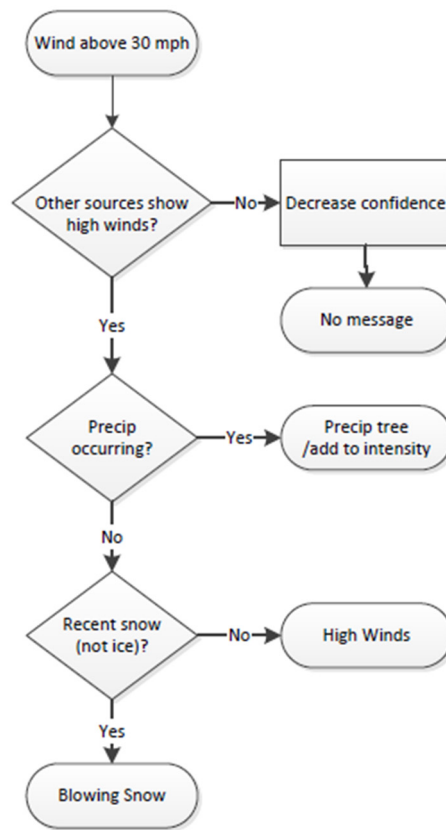 Wind above 30 mph
Other sources show
high winds?
No
Decrease confidence
No message
Yes
Precip
occurring?
Yes
Precip tree
/add to intensity
No
Recent snow
(not ice)?
No
High Winds
Yes
Blowing Snow